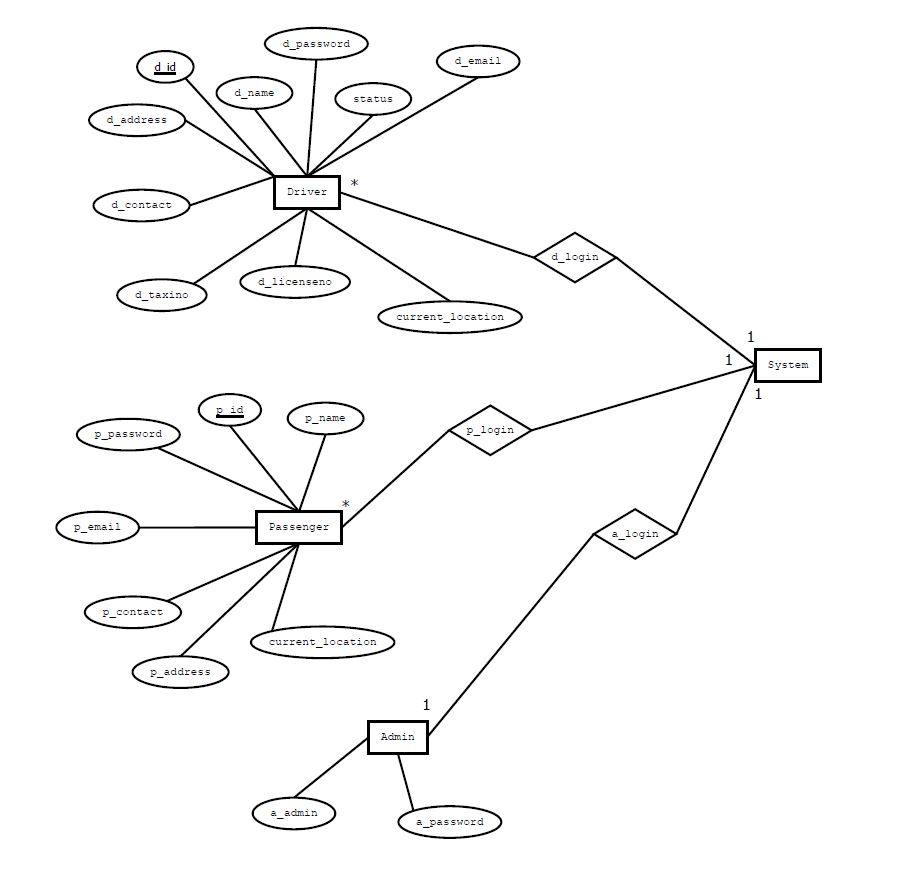 d_password
d_email
d_id
d_name
status
d_address
Driver
*
d_contact
d_login
d_taxino
d_licenseno
current_location
1
1
System
1
p_id
p_name
p_password
p_login
*
p_email
Passenger
a_login
p_contact
current_location
p_address
1
Admin
a_admin
a_password